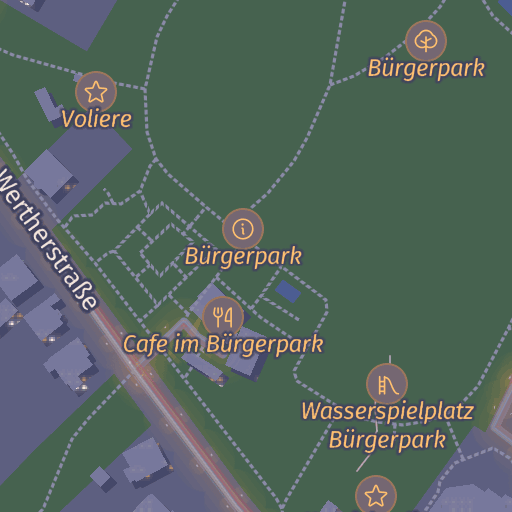 Bürgerpark
Voliere
Wertherstraße
Bürgerpark
Cafe im Bürgerpark
Wasserspielplatz
Bürgerpark